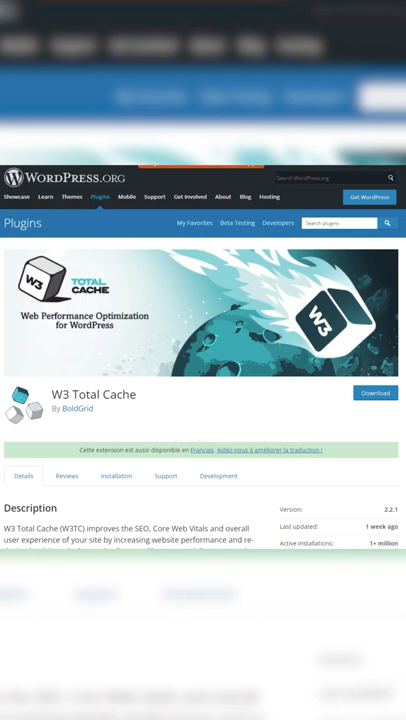 WORDPRESS.ORG
Search WordPress.org
Showcase Learn Themes Plugins Mobile Support Get Involved About Blog Hosting Get WordPress
Plugins My Favorites Beta Testing Developers Search plugins
W3 TOTAL CACHE
W3
Web Performance Optimization
for WordPress
W3 Total Cache
By BoldGrid
Download
Cette extension est aussi disponible en Français. Aidez-nous à améliorer la traduction !
Details Reviews Installation Support Development
Description
W3 Total Cache (W3TC) improves the SEO, Core Web Vitals and overall
user experience of your site by increasing website performance and re-
Version: 2.2.1
Last updated: 1 week ago
Active installations: 1+ million